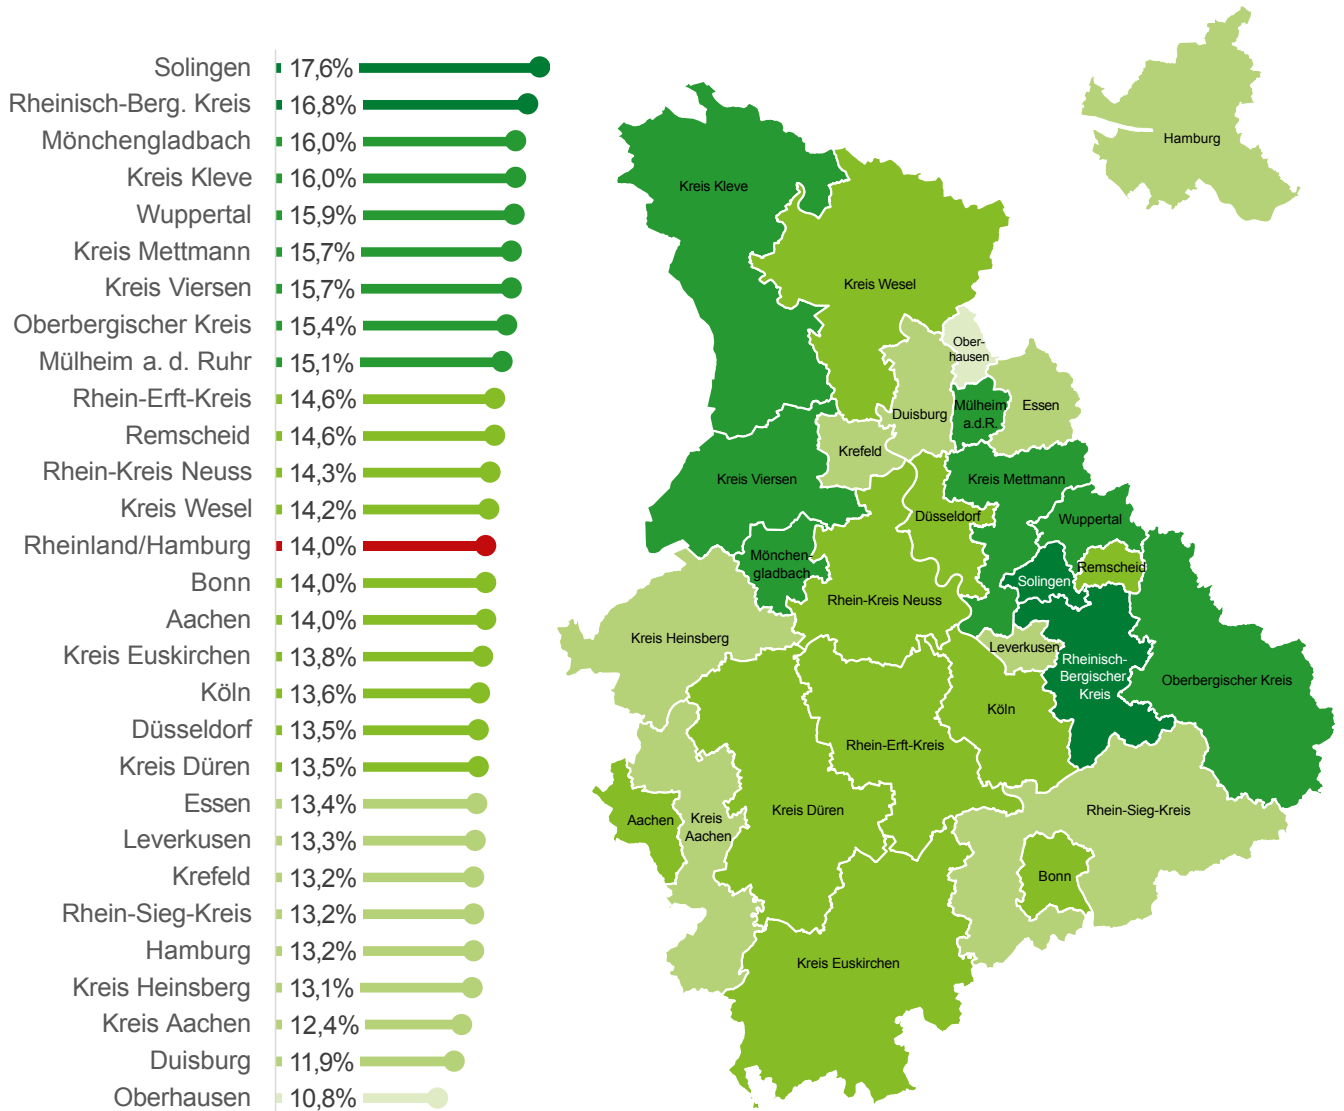 Solingen 17,6%
Rheinisch-Berg. Kreis 16,8%
Mönchengladbach 16,0%
Kreis Kleve 16,0%
Wuppertal 15,9%
Kreis Mettmann 15,7%
Kreis Viersen 15,7%
Oberbergischer Kreis 15,4%
Mülheim a. d. Ruhr 15,1%
Rhein-Erft-Kreis 14,6%
Remscheid 14,6%
Rhein-Kreis Neuss 14,3%
Kreis Wesel 14,2%
Rheinland/Hamburg 14,0%
Bonn 14,0%
Aachen 14,0%
Kreis Euskirchen 13,8%
Köln 13,6%
Düsseldorf 13,5%
Kreis Düren 13,5%
Essen 13,4%
Leverkusen 13,3%
Krefeld 13,2%
Rhein-Sieg-Kreis 13,2%
Hamburg 13,2%
Kreis Heinsberg 13,1%
Kreis Aachen 12,4%
Duisburg 11,9%
Oberhausen 10,8%
Hamburg
Kreis Kleve
Kreis Wesel
Ober-
hausen
Duisburg
Mülheim
a.d.R.
Essen
Krefeld
Kreis Viersen
Kreis Mettmann
Düsseldorf
Wuppertal
Mönchen-
gladbach
Solingen
Remscheid
Rhein-Kreis Neuss
Kreis Heinsberg
Leverkusen
Rheinisch-
Bergischer
Kreis
Oberbergischer Kreis
Köln
Rhein-Erft-Kreis
Kreis Düren
Aachen
Kreis
Aachen
Rhein-Sieg-Kreis
Bonn
Kreis Euskirchen